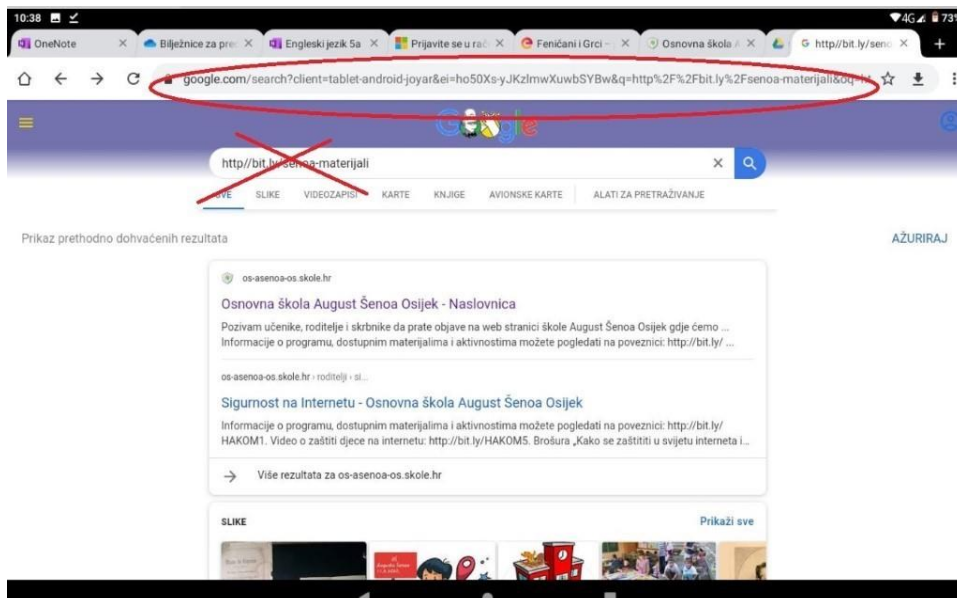 10:38 4G 73%
OneNote
Bilježnice za pred
Engleski jezik 5a
Prijavite se u rač
Feničani i Grci –
Osnovna škola A
http//bit.ly/seno
google.com/search?client=tablet-android-joyar&ei=ho50Xs-yJKzlmwXuwbSYBw&q=http%2F%2Fbit.ly%2Fsenoa-materijali&oq=ht
Google
http//bit.ly/senoa-materijali
SVE SLIKE VIDEOZAPISI KARTE KNJIGE AVIONSKE KARTE ALATI ZA PRETRAŽIVANJE
Prikaz prethodno dohvaćenih rezultata AŽURIRAJ
os-asenoa-os.skole.hr
Osnovna škola August Šenoa Osijek - Naslovnica
Pozivam učenike, roditelje i skrbnike da prate objave na web stranici škole August Šenoa Osijek gdje ćemo ...
Informacije o programu, dostupnim materijalima i aktivnostima možete pogledati na poveznici: http://bit.ly/ ...
os-asenoa-os.skole.hr › roditelji › si...
Sigurnost na Internetu - Osnovna škola August Šenoa Osijek
Informacije o programu, dostupnim materijalima i aktivnostima možete pogledati na poveznici: http://bit.ly/
HAKOM1. Video o zaštiti djece na internetu: http://bit.ly/HAKOM5. Brošura „Kako se zaštititi u svijetu interneta i...
Više rezultata za os-asenoa-os.skole.hr
SLIKE Prikaži sve